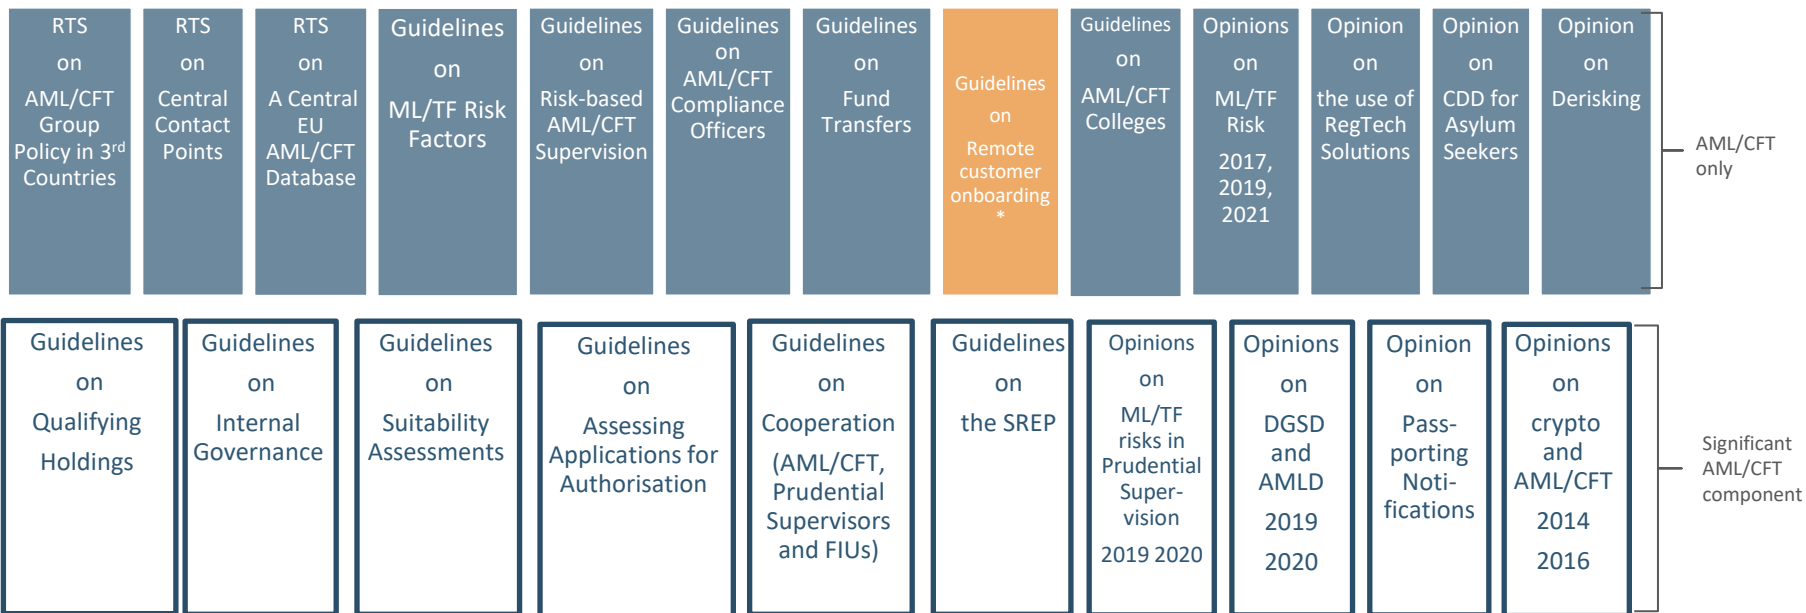 RTS
on
AML/CFT
Group
Policy in 3rd
Countries
RTS
on
Central
Contact
Points
RTS
on
A Central
EU
AML/CFT
Database
Guidelines
on
ML/TF Risk
Factors
Guidelines
on
Risk-based
AML/CFT
Supervision
Guidelines
on
AML/CFT
Compliance
Officers
Guidelines
on
Fund
Transfers
Guidelines
on
Remote
customer
onboarding
*
Guidelines
on
AML/CFT
Colleges
Opinions
on
ML/TF
Risk
2017,
2019,
2021
Opinion
on
the use of
RegTech
Solutions
Opinion
on
CDD for
Asylum
Seekers
Opinion
on
Derisking
AML/CFT
only
Guidelines
on
Qualifying
Holdings
Guidelines
on
Internal
Governance
Guidelines
on
Suitability
Assessments
Guidelines
on
Assessing
Applications for
Authorisation
Guidelines
on
Cooperation
(AML/CFT,
Prudential
Supervisors
and FIUs)
Guidelines
on
the SREP
Opinions
on
ML/TF
risks in
Prudential
Super-
vision
2019 2020
Opinions
on
DGSD
and
AMLD
2019
2020
Opinion
on
Pass-
porting
Noti-
fications
Opinions
on
crypto
and
AML/CFT
2014
2016
Significant
AML/CFT
component